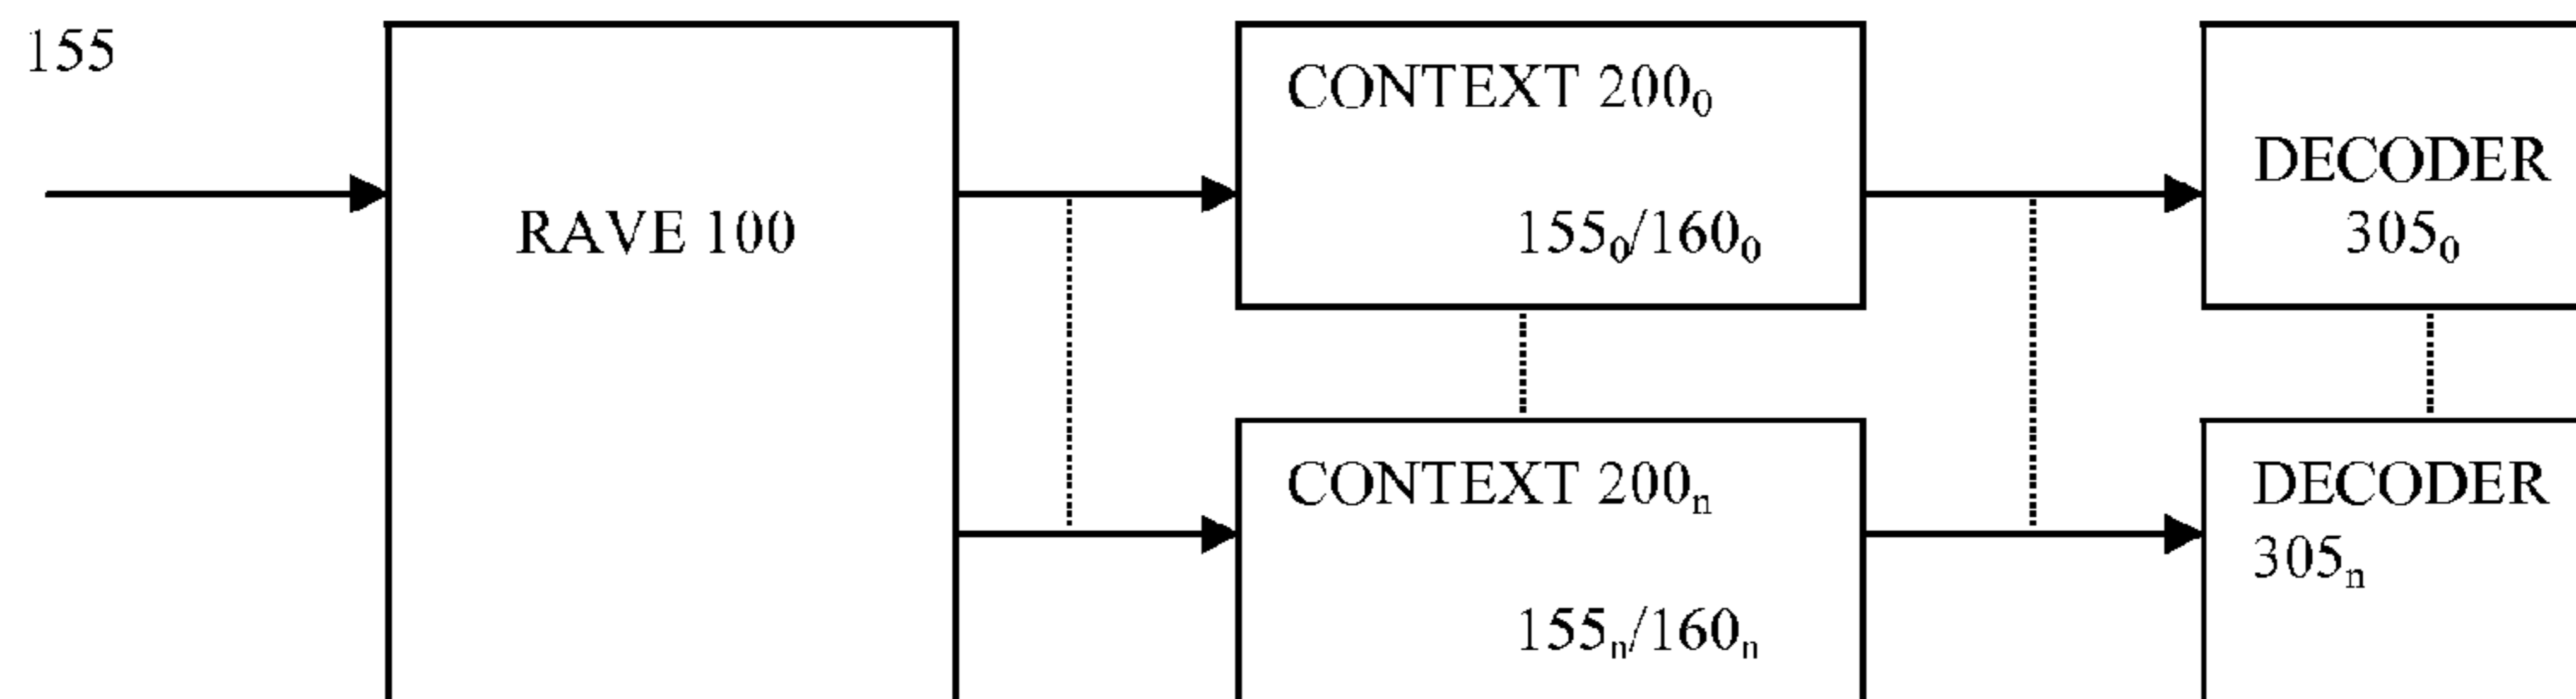 155
RAVE 100
CONTEXT 200₀
155₀/160₀
DECODER
305₀
CONTEXT 200ₙ
155ₙ/160ₙ
DECODER
305ₙ